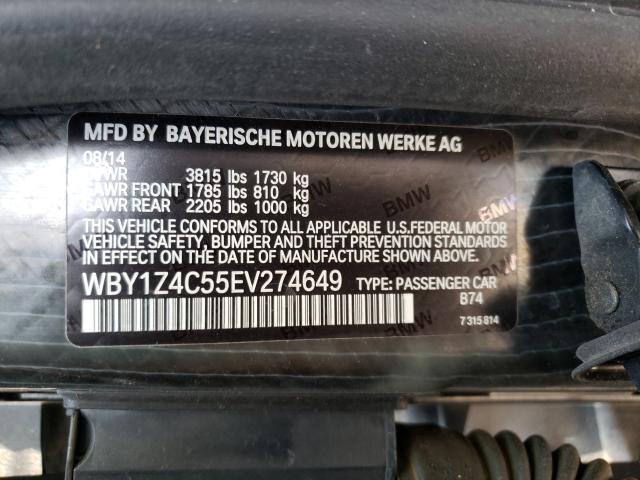 MFD BY BAYERISCHE MOTOREN WERKE AG
08/14
GVWR 3815 lbs 1730 kg
GAWR FRONT 1785 lbs 810 kg
GAWR REAR 2205 lbs 1000 kg
THIS VEHICLE CONFORMS TO ALL APPLICABLE U.S.FEDERAL MOTOR
VEHICLE SAFETY, BUMPER AND THEFT PREVENTION STANDARDS
IN EFFECT ON THE DATE OF MANUFACTURE SHOWN ABOVE.
WBY1Z4C55EV274649 TYPE: PASSENGER CAR
B74
7315814